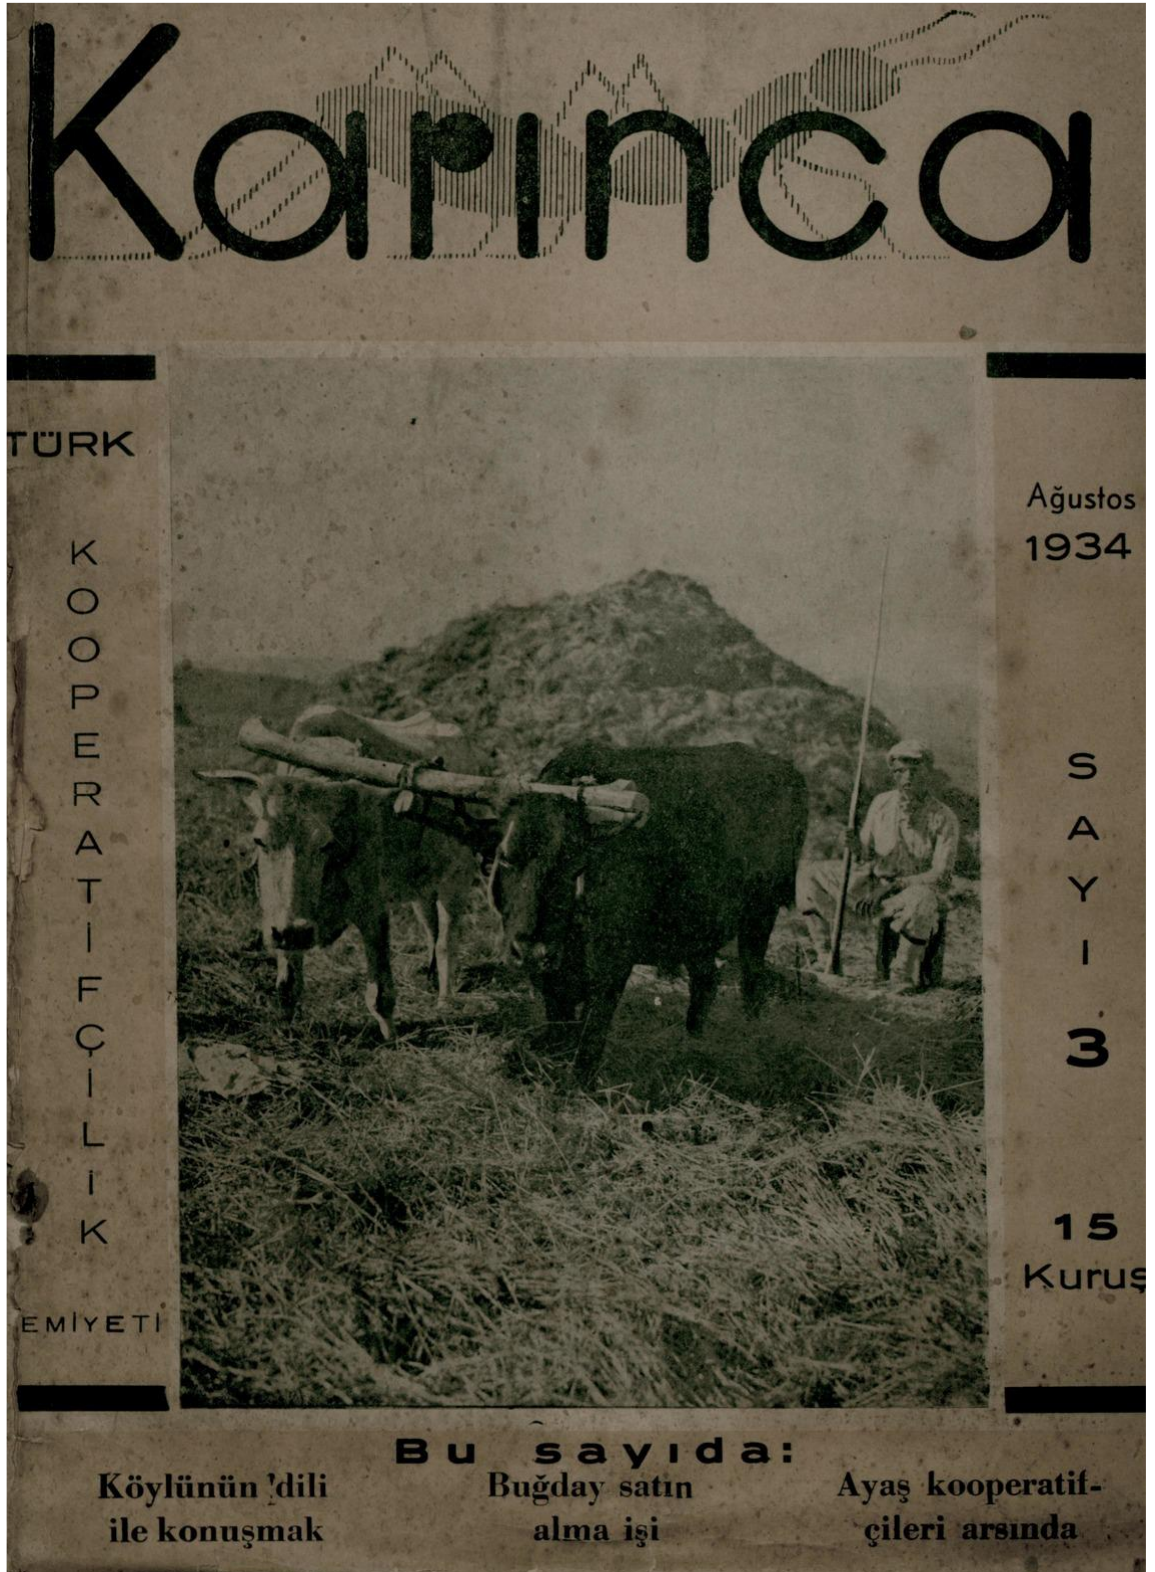 Karınca
TÜRK
KOOPERATİFÇİLİK
EMİYETİ
Ağustos
1934
SAYI
3
15
Kuruş
Bu sayıda:
Köylünün dili
ile konuşmak
Buğday satın
alma işi
Ayaş kooperatif-
çileri arsında